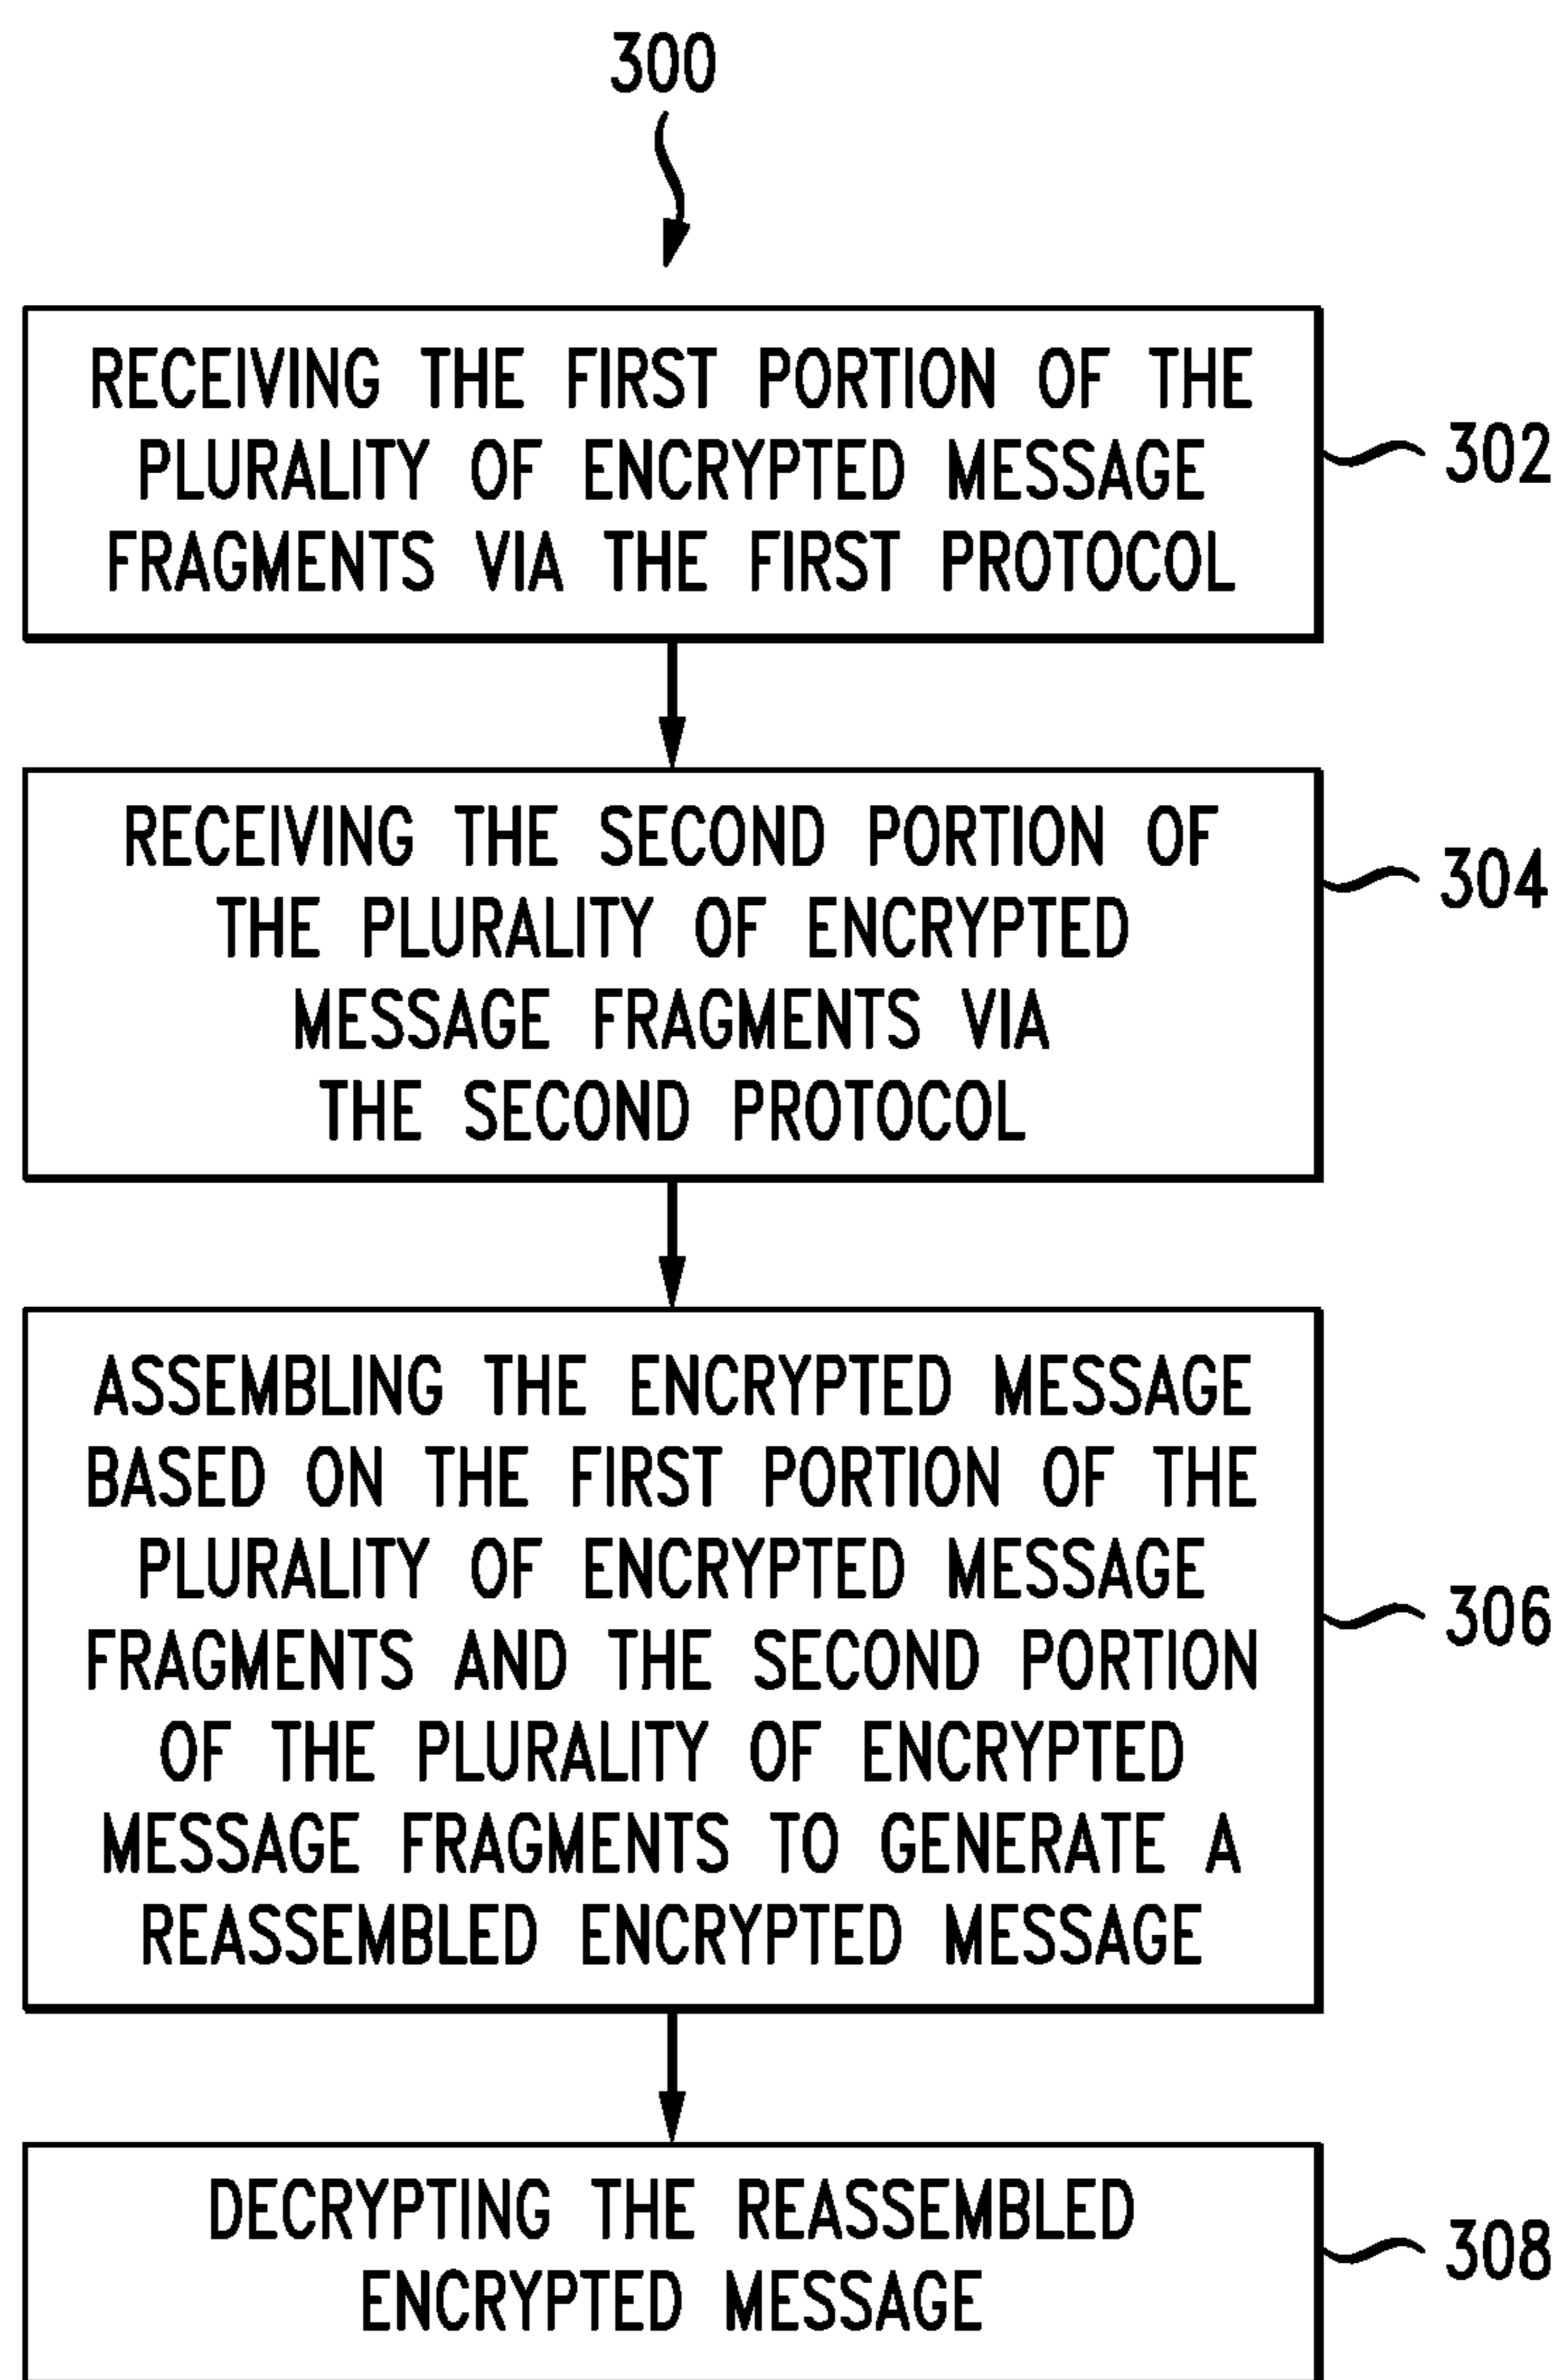 300
RECEIVING THE FIRST PORTION OF THE
PLURALITY OF ENCRYPTED MESSAGE
FRAGMENTS VIA THE FIRST PROTOCOL
302
RECEIVING THE SECOND PORTION OF
THE PLURALITY OF ENCRYPTED
MESSAGE FRAGMENTS VIA
THE SECOND PROTOCOL
304
ASSEMBLING THE ENCRYPTED MESSAGE
BASED ON THE FIRST PORTION OF THE
PLURALITY OF ENCRYPTED MESSAGE
FRAGMENTS AND THE SECOND PORTION
OF THE PLURALITY OF ENCRYPTED
MESSAGE FRAGMENTS TO GENERATE A
REASSEMBLED ENCRYPTED MESSAGE
306
DECRYPTING THE REASSEMBLED
ENCRYPTED MESSAGE
308